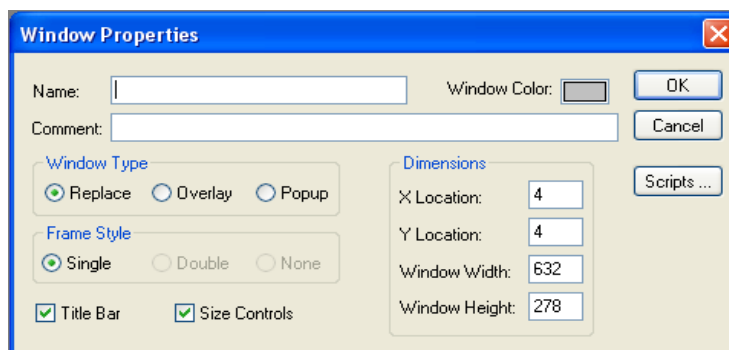 Window Properties
Name:
Window Color:
OK
Comment:
Cancel
Window Type
Replace Overlay Popup
Frame Style
Single Double None
Title Bar Size Controls
Dimensions
X Location: 4
Y Location: 4
Window Width: 632
Window Height: 278
Scripts ...